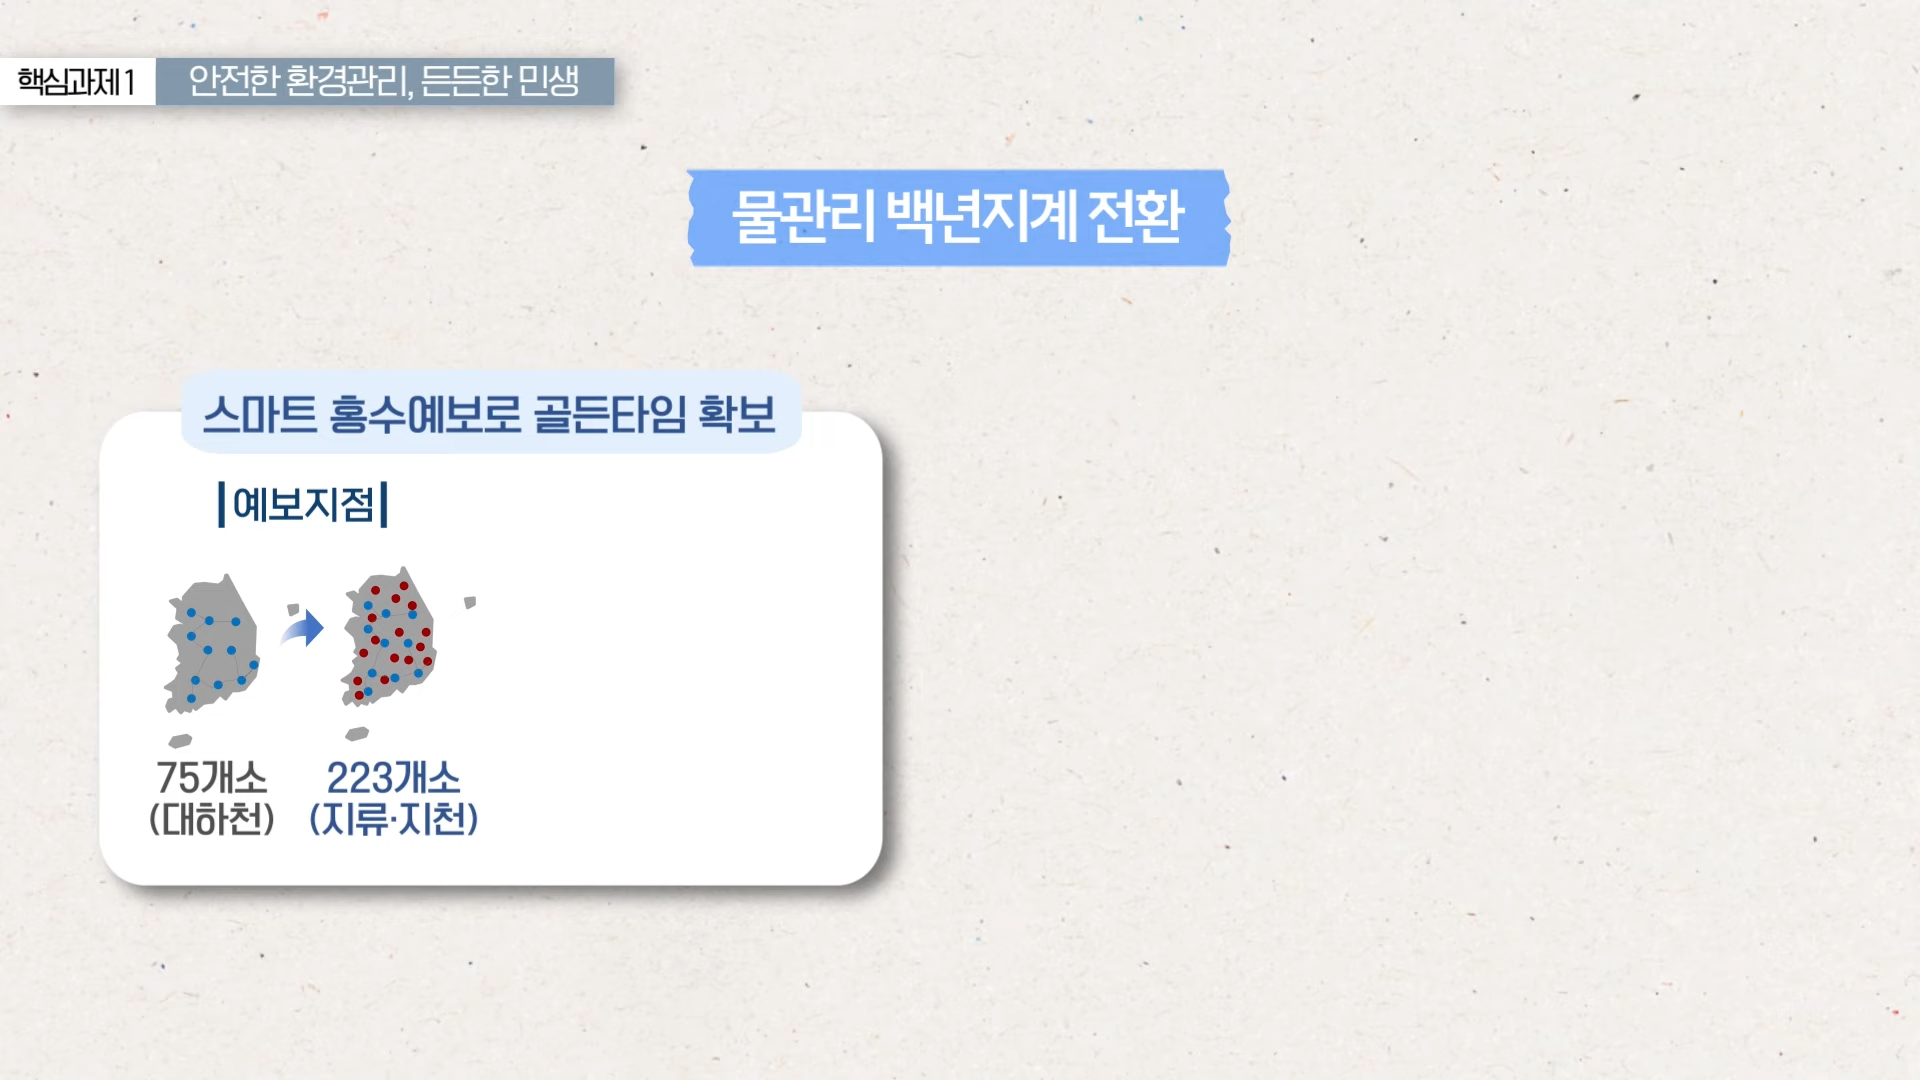 핵심과제 1
안전한 환경관리, 든든한 민생
물관리 백년지계 전환
스마트 홍수예보로 골든타임 확보
|예보지점|
75개소
(대하천)
223개소
(지류·지천)